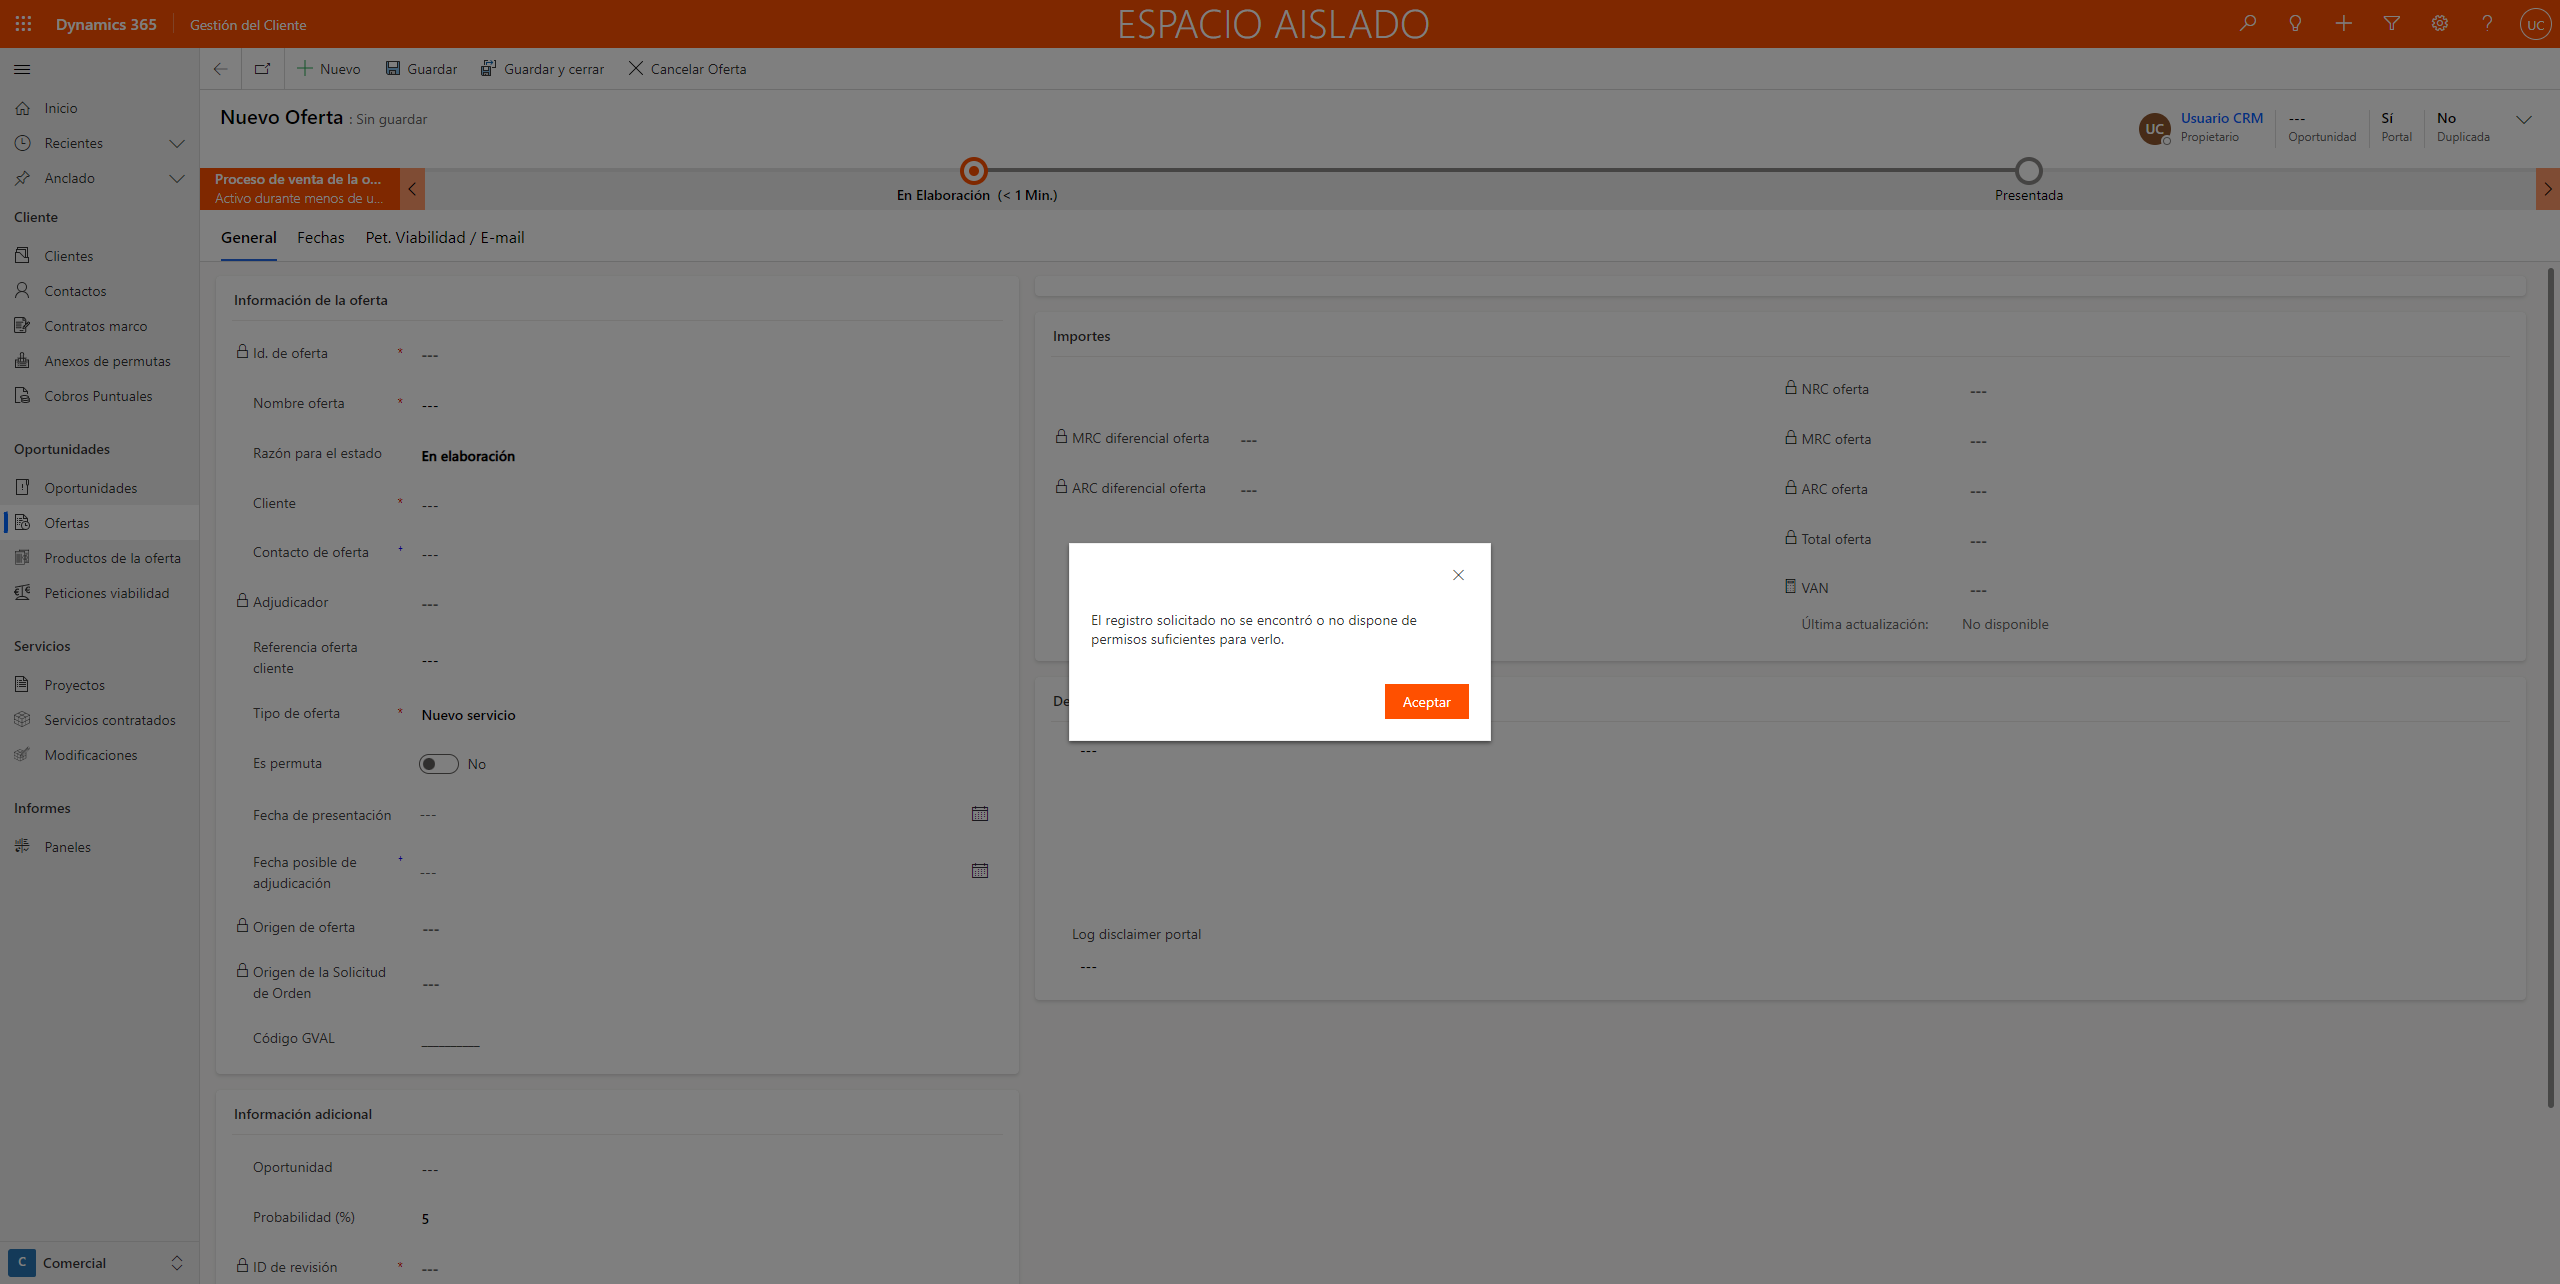 Dynamics 365
Gestión del Cliente
ESPACIO AISLADO
UC
Nuevo
Guardar
Guardar y cerrar
Cancelar Oferta
Inicio
Recientes
Anclado
Cliente
Clientes
Contactos
Contratos marco
Anexos de permutas
Cobros Puntuales
Oportunidades
Oportunidades
Ofertas
Productos de la oferta
Peticiones viabilidad
Servicios
Proyectos
Servicios contratados
Modificaciones
Informes
Paneles
C Comercial
Nuevo Oferta : Sin guardar
UC
Usuario CRM
Propietario
---
Oportunidad
Sí
Portal
No
Duplicada
Proceso de venta de la o...
Activo durante menos de u...
En Elaboración (< 1 Min.)
Presentada
General
Fechas
Pet. Viabilidad / E-mail
Información de la oferta
Id. de oferta * ---
Nombre oferta * ---
Razón para el estado En elaboración
Cliente * ---
Contacto de oferta + ---
Adjudicador ---
Referencia oferta
cliente ---
Tipo de oferta * Nuevo servicio
Es permuta No
Fecha de presentación ---
Fecha posible de
adjudicación + ---
Origen de oferta ---
Origen de la Solicitud
de Orden ---
Código GVAL __________
Información adicional
Oportunidad ---
Probabilidad (%) 5
ID de revisión * ---
Importes
MRC diferencial oferta ---
ARC diferencial oferta ---
NRC oferta ---
MRC oferta ---
ARC oferta ---
Total oferta ---
VAN ---
Última actualización: No disponible
De
---
Log disclaimer portal
---
El registro solicitado no se encontró o no dispone de
permisos suficientes para verlo.
Aceptar